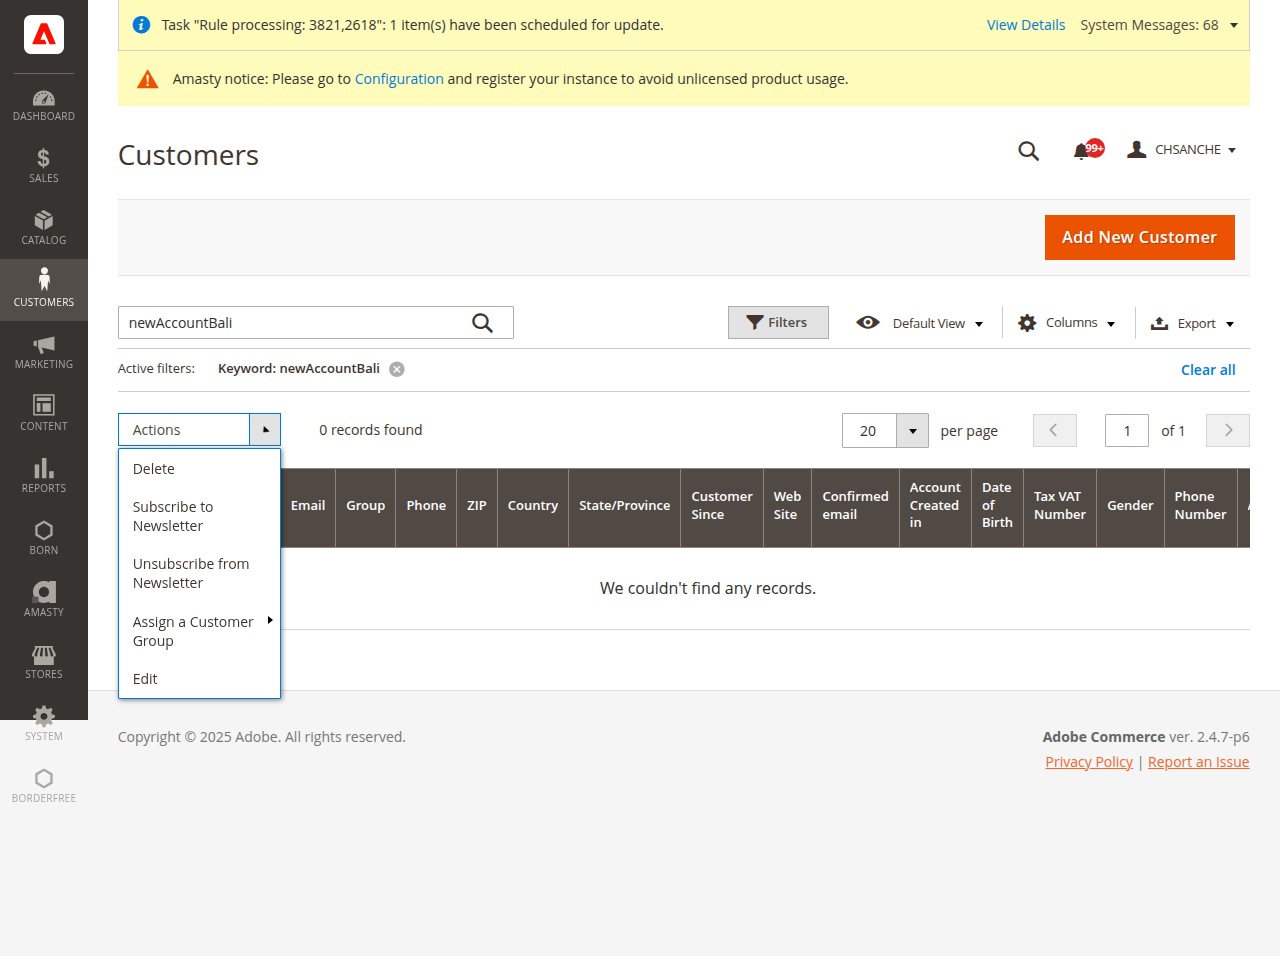 Task "Rule processing: 3821,2618": 1 item(s) have been scheduled for update.
View Details
System Messages: 68
Amasty notice: Please go to Configuration and register your instance to avoid unlicensed product usage.
DASHBOARD
SALES
CATALOG
CUSTOMERS
MARKETING
CONTENT
REPORTS
BORN
AMASTY
STORES
SYSTEM
BORDERFREE
Customers
99+
CHSANCHE
Add New Customer
newAccountBali
Filters
Default View
Columns
Export
Active filters:
Keyword: newAccountBali
Clear all
Actions
0 records found
20
per page
1
of 1
Delete
Subscribe to
Newsletter
Unsubscribe from
Newsletter
Assign a Customer
Group
Edit
Email
Group
Phone
ZIP
Country
State/Province
Customer
Since
Web
Site
Confirmed
email
Account
Created
in
Date
of
Birth
Tax VAT
Number
Gender
Phone
Number
We couldn't find any records.
Copyright © 2025 Adobe. All rights reserved.
Adobe Commerce ver. 2.4.7-p6
Privacy Policy | Report an Issue